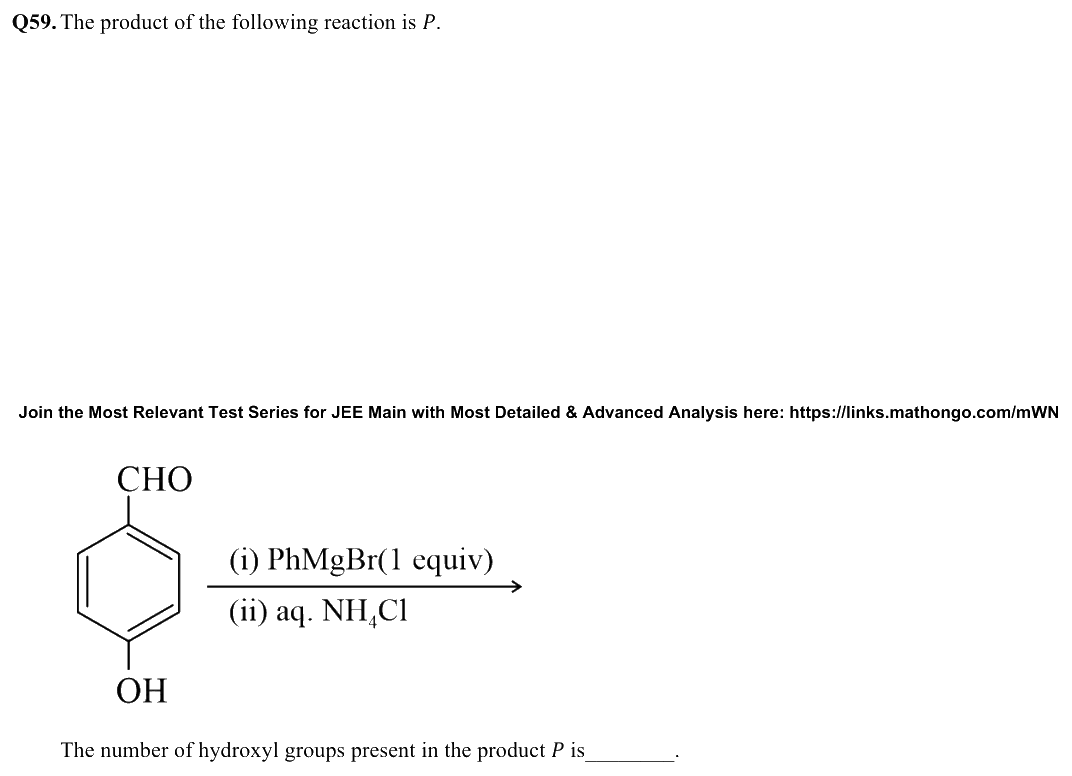 Q59. The product of the following reaction is P.
Join the Most Relevant Test Series for JEE Main with Most Detailed & Advanced Analysis here: https://links.mathongo.com/mWN
CHO
(i) PhMgBr(1 equiv)
(ii) aq. NH₄Cl
OH
The number of hydroxyl groups present in the product P is________.